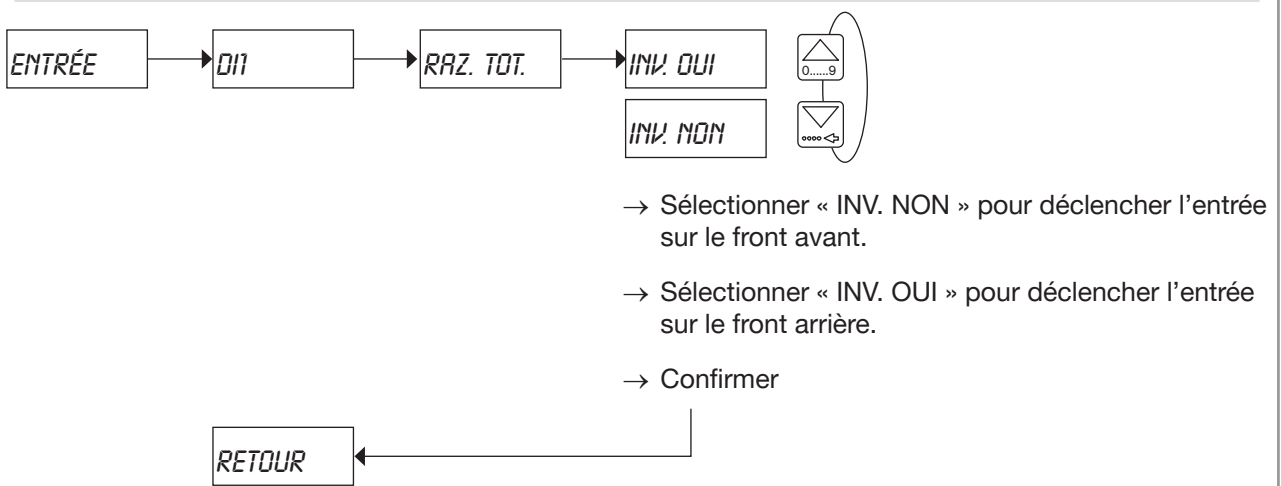 ENTRÉE
DI1
RAZ. TOT.
INV. OUI
0......9
INV. NON
→ Sélectionner « INV. NON » pour déclencher l’entrée
sur le front avant.
→ Sélectionner « INV. OUI » pour déclencher l’entrée
sur le front arrière.
→ Confirmer
RETOUR